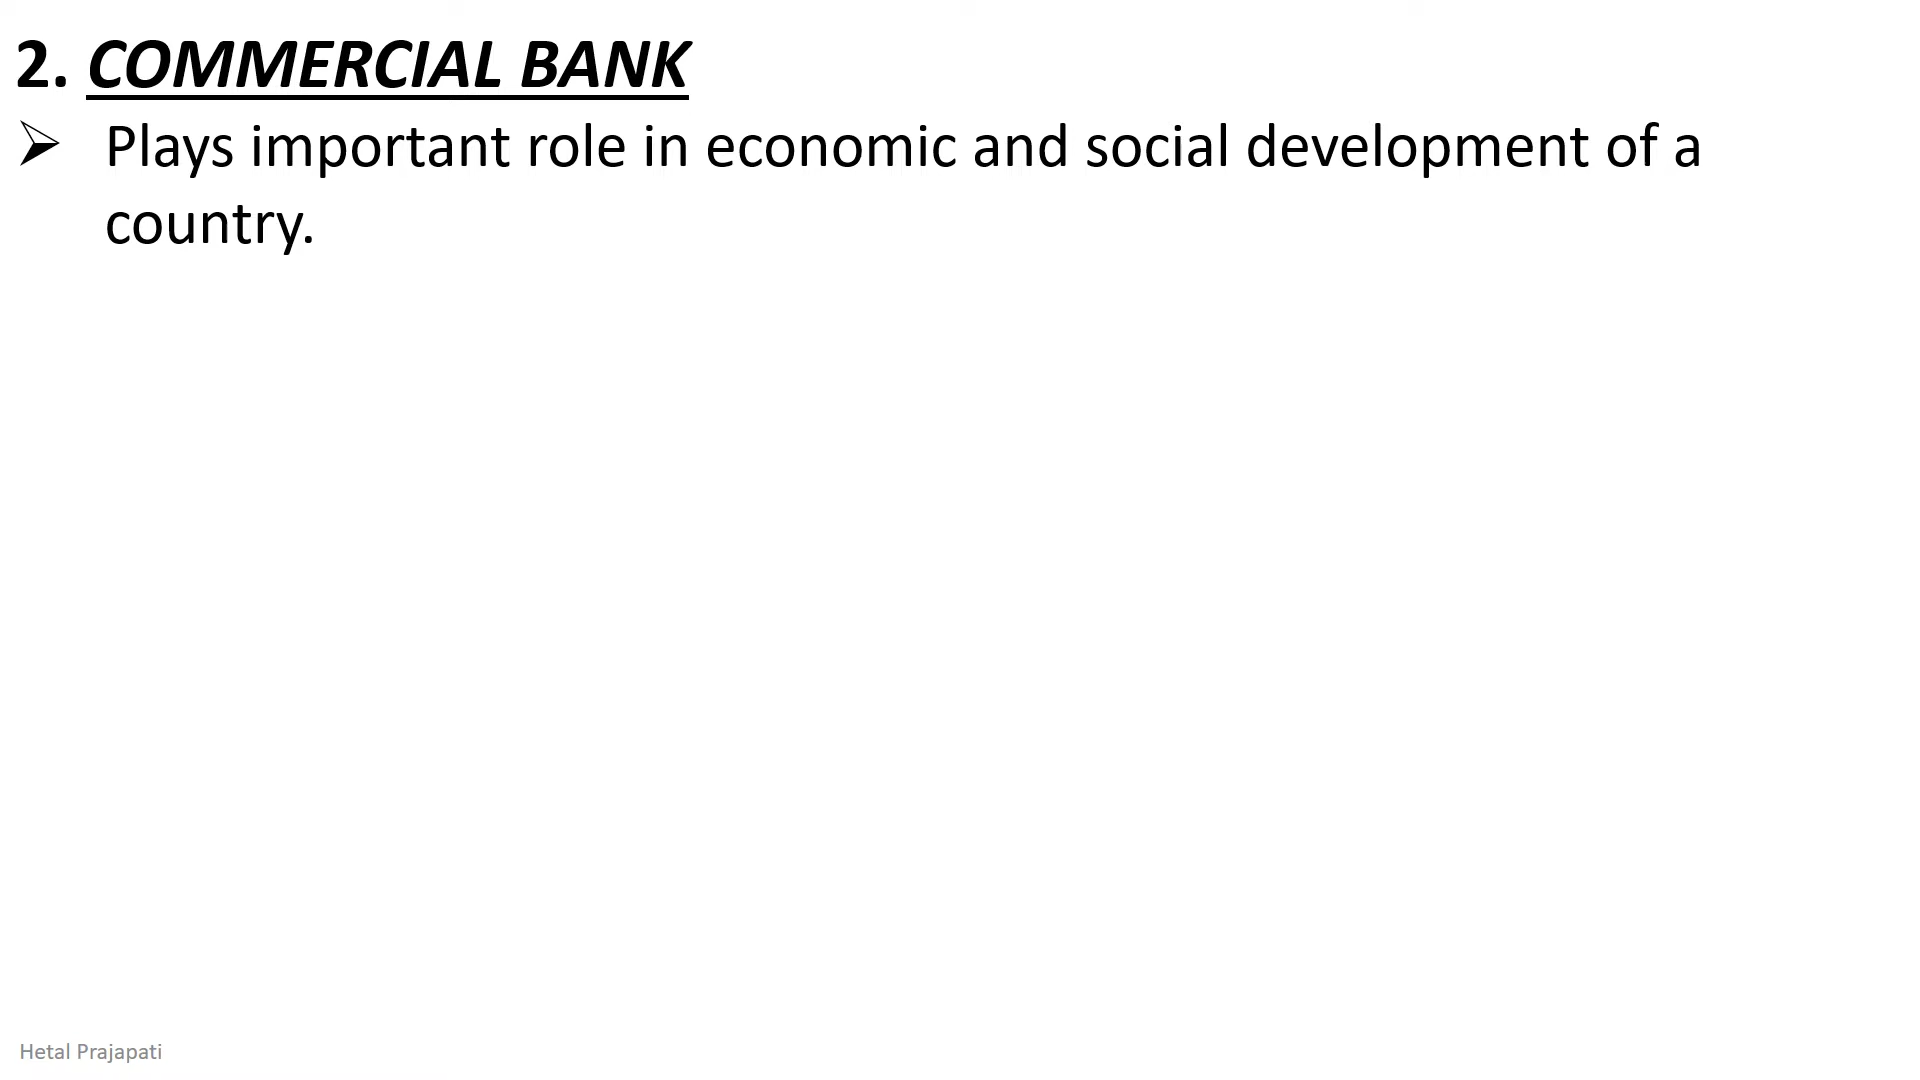 2. COMMERCIAL BANK
➢ Plays important role in economic and social development of a
country.
Hetal Prajapati